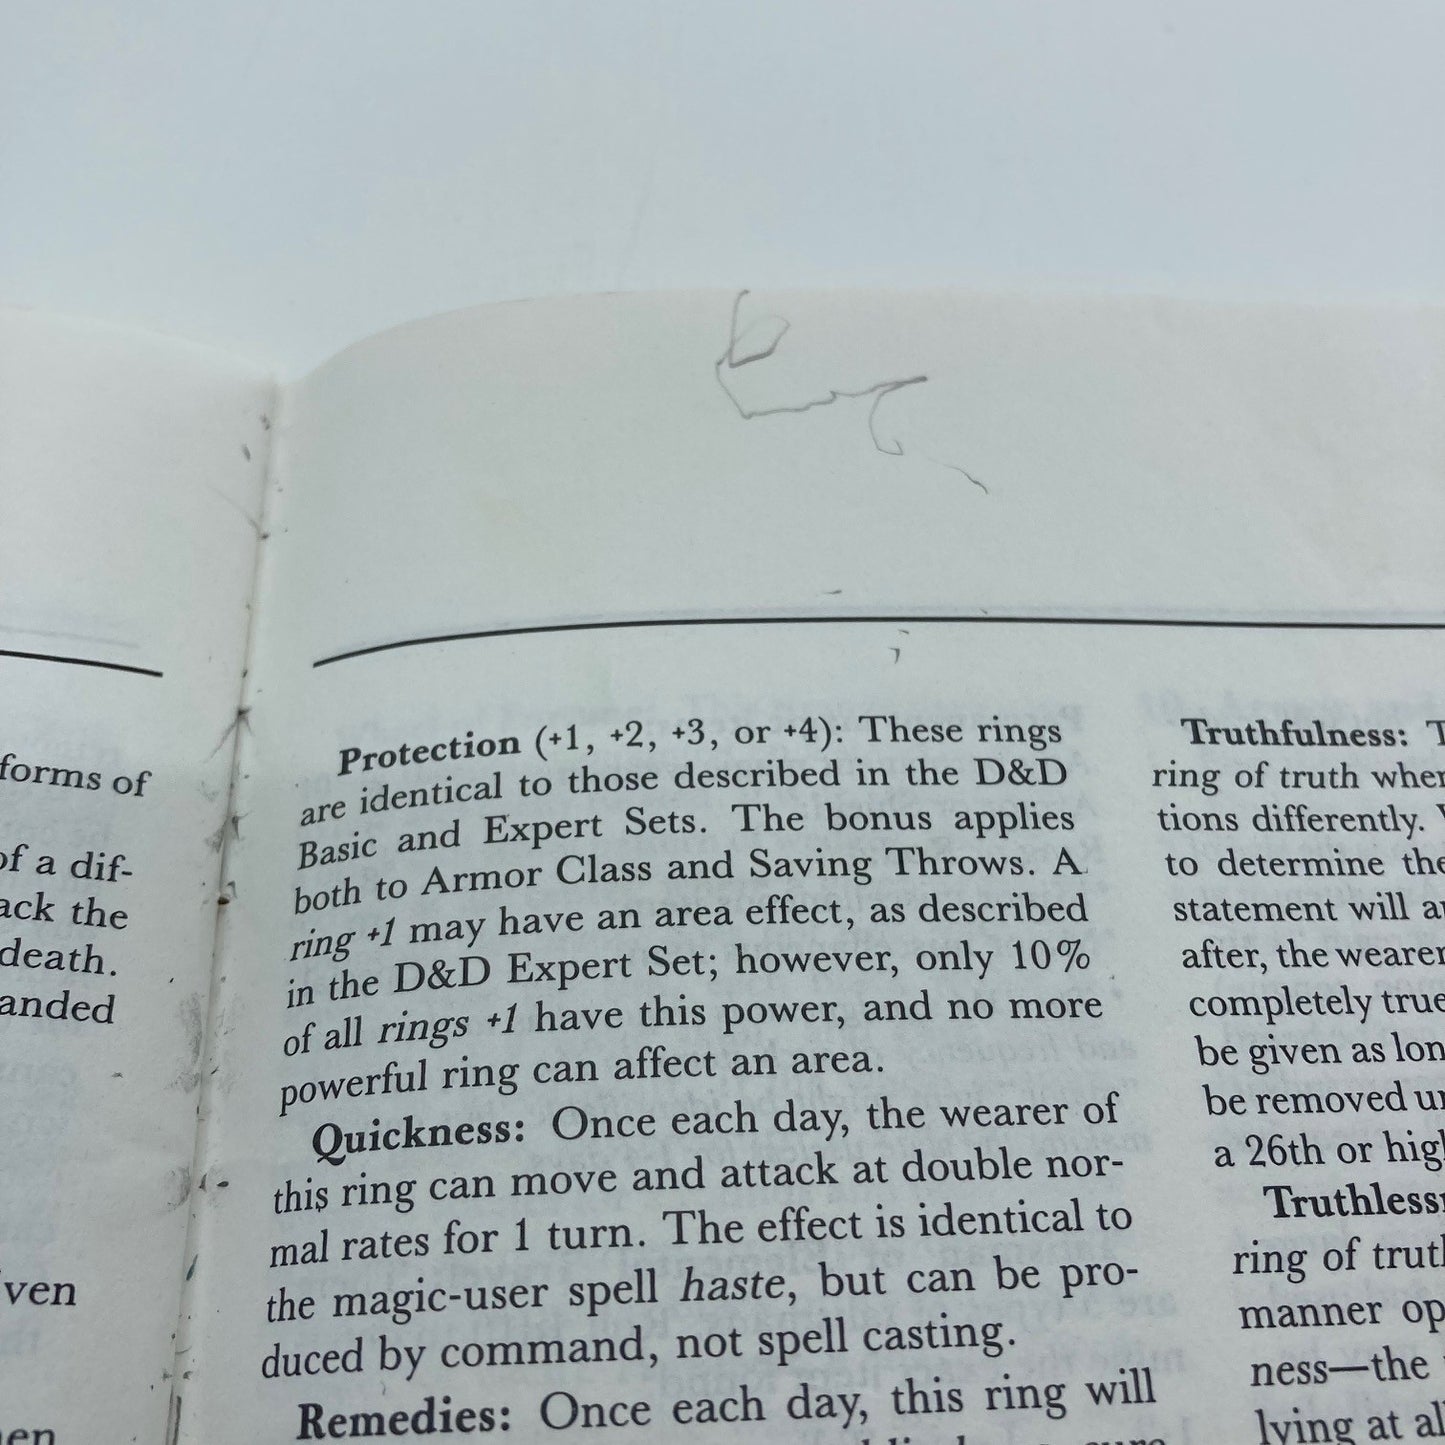 forms of
of a dif-
ack the
death.
anded
ven
en
Protection (+1, +2, +3, or +4): These rings
are identical to those described in the D&D
Basic and Expert Sets. The bonus applies
both to Armor Class and Saving Throws. A
ring +1 may have an area effect, as described
in the D&D Expert Set; however, only 10%
of all rings +1 have this power, and no more
powerful ring can affect an area.
Quickness: Once each day, the wearer of
this ring can move and attack at double nor-
mal rates for 1 turn. The effect is identical to
the magic-user spell haste, but can be pro-
duced by command, not spell casting.
Remedies: Once each day, this ring will
Truthfulness: T
ring of truth when
tions differently.
to determine the
statement will
after, the wearer
completely true
be given as lon
be removed un
a 26th or high
Truthless
ring of truth
manner op
ness—the
lying at al